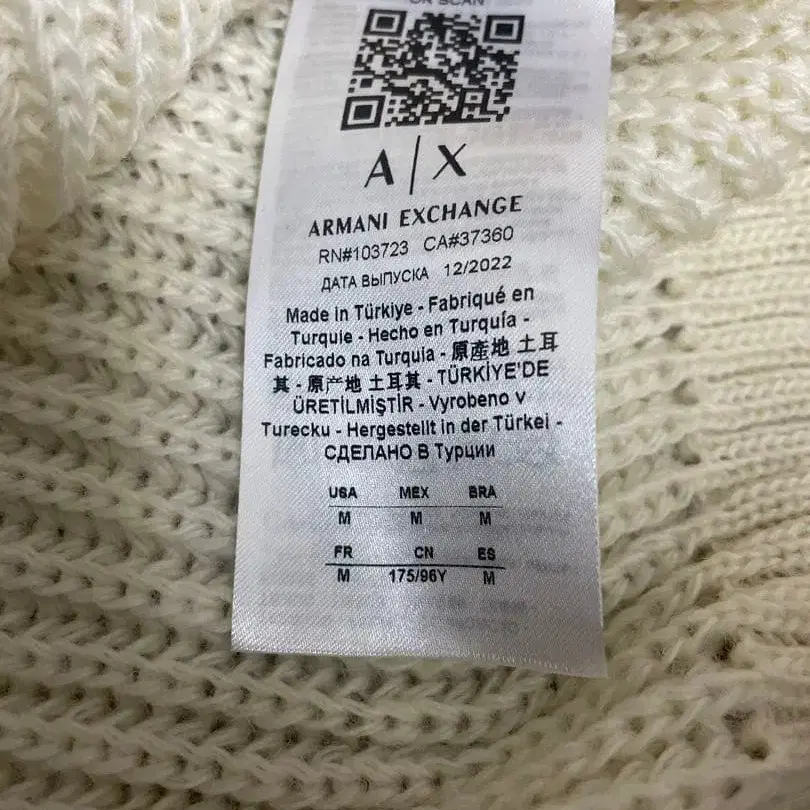 OR SCAN
A|X
ARMANI EXCHANGE
RN#103723 CA#37360
ДАТА ВЫПУСКА 12/2022
Made in Türkiye - Fabriqué en
Turquie - Hecho en Turquía -
Fabricado na Turquia - 原產地 土耳
其 - 原产地 土耳其 - TÜRKİYE'DE
ÜRETİLMİŞTİR - Vyrobeno v
Turecku - Hergestellt in der Türkei -
СДЕЛАНО В Турции
USA MEX BRA
M M M
FR CN ES
M 175/96Y M